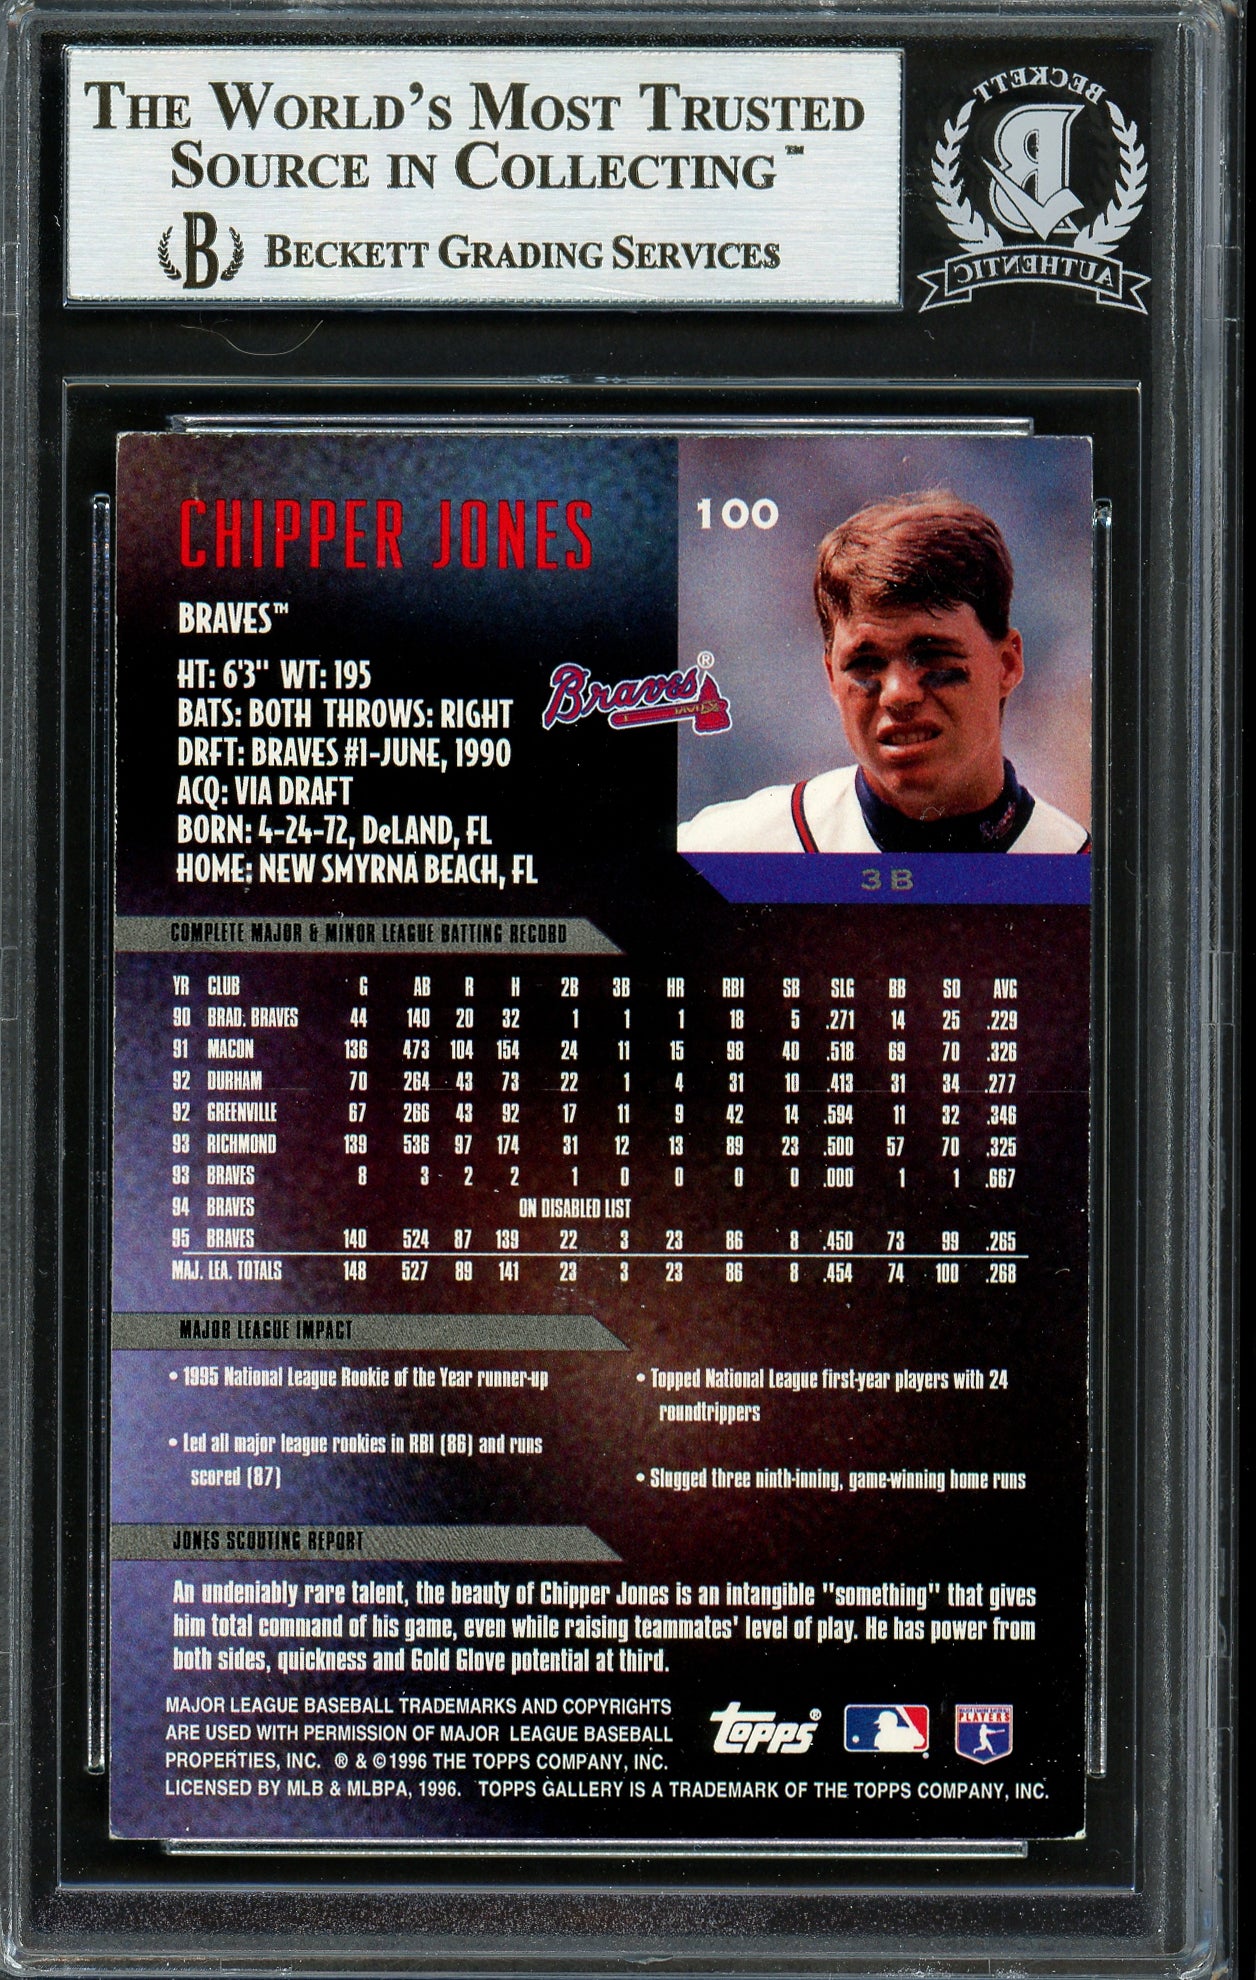 THE WORLD'S MOST TRUSTED
SOURCE IN COLLECTING™
B BECKETT GRADING SERVICES
BECKETT
B
AUTHENTIC
CHIPPER JONES
100
BRAVES™
HT: 6'3" WT: 195
BATS: BOTH THROWS: RIGHT
DRFT: BRAVES #1-JUNE, 1990
ACQ: VIA DRAFT
BORN: 4-24-72, DeLAND, FL
HOME: NEW SMYRNA BEACH, FL
Braves®
3B
COMPLETE MAJOR & MINOR LEAGUE BATTING RECORD
YR CLUB G AB R H 2B 3B HR RBI SB SLG BB SO AVG
90 BRAD. BRAVES 44 140 20 32 1 1 1 18 5 .271 14 25 .229
91 MACON 136 473 104 154 24 11 15 98 40 .518 69 70 .326
92 DURHAM 70 264 43 73 22 1 4 31 10 .413 31 34 .277
92 GREENVILLE 67 266 43 92 17 11 9 42 14 .594 11 32 .346
93 RICHMOND 139 536 97 174 31 12 13 89 23 .500 57 70 .325
93 BRAVES 8 3 2 2 1 0 0 0 0 .000 1 1 .667
94 BRAVES ON DISABLED LIST
95 BRAVES 140 524 87 139 22 3 23 86 8 .450 73 99 .265
MAJ. LEA. TOTALS 148 527 89 141 23 3 23 86 8 .454 74 100 .268
MAJOR LEAGUE IMPACT
• 1995 National League Rookie of the Year runner-up
• Led all major league rookies in RBI (86) and runs
scored (87)
• Topped National League first-year players with 24
roundtrippers
• Slugged three ninth-inning, game-winning home runs
JONES SCOUTING REPORT
An undeniably rare talent, the beauty of Chipper Jones is an intangible "something" that gives
him total command of his game, even while raising teammates' level of play. He has power from
both sides, quickness and Gold Glove potential at third.
MAJOR LEAGUE BASEBALL TRADEMARKS AND COPYRIGHTS
ARE USED WITH PERMISSION OF MAJOR LEAGUE BASEBALL
PROPERTIES, INC. ® & © 1996 THE TOPPS COMPANY, INC.
LICENSED BY MLB & MLBPA, 1996. TOPPS GALLERY IS A TRADEMARK OF THE TOPPS COMPANY, INC.
Topps®
PLAYERS